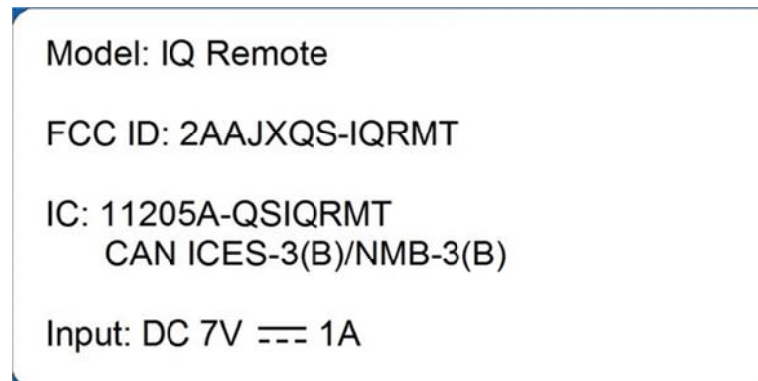 Model: IQ Remote
FCC ID: 2AAJXQS-IQRMT
IC: 11205A-QSIQRMT
CAN ICES-3(B)/NMB-3(B)
Input: DC 7V ⎓ 1A